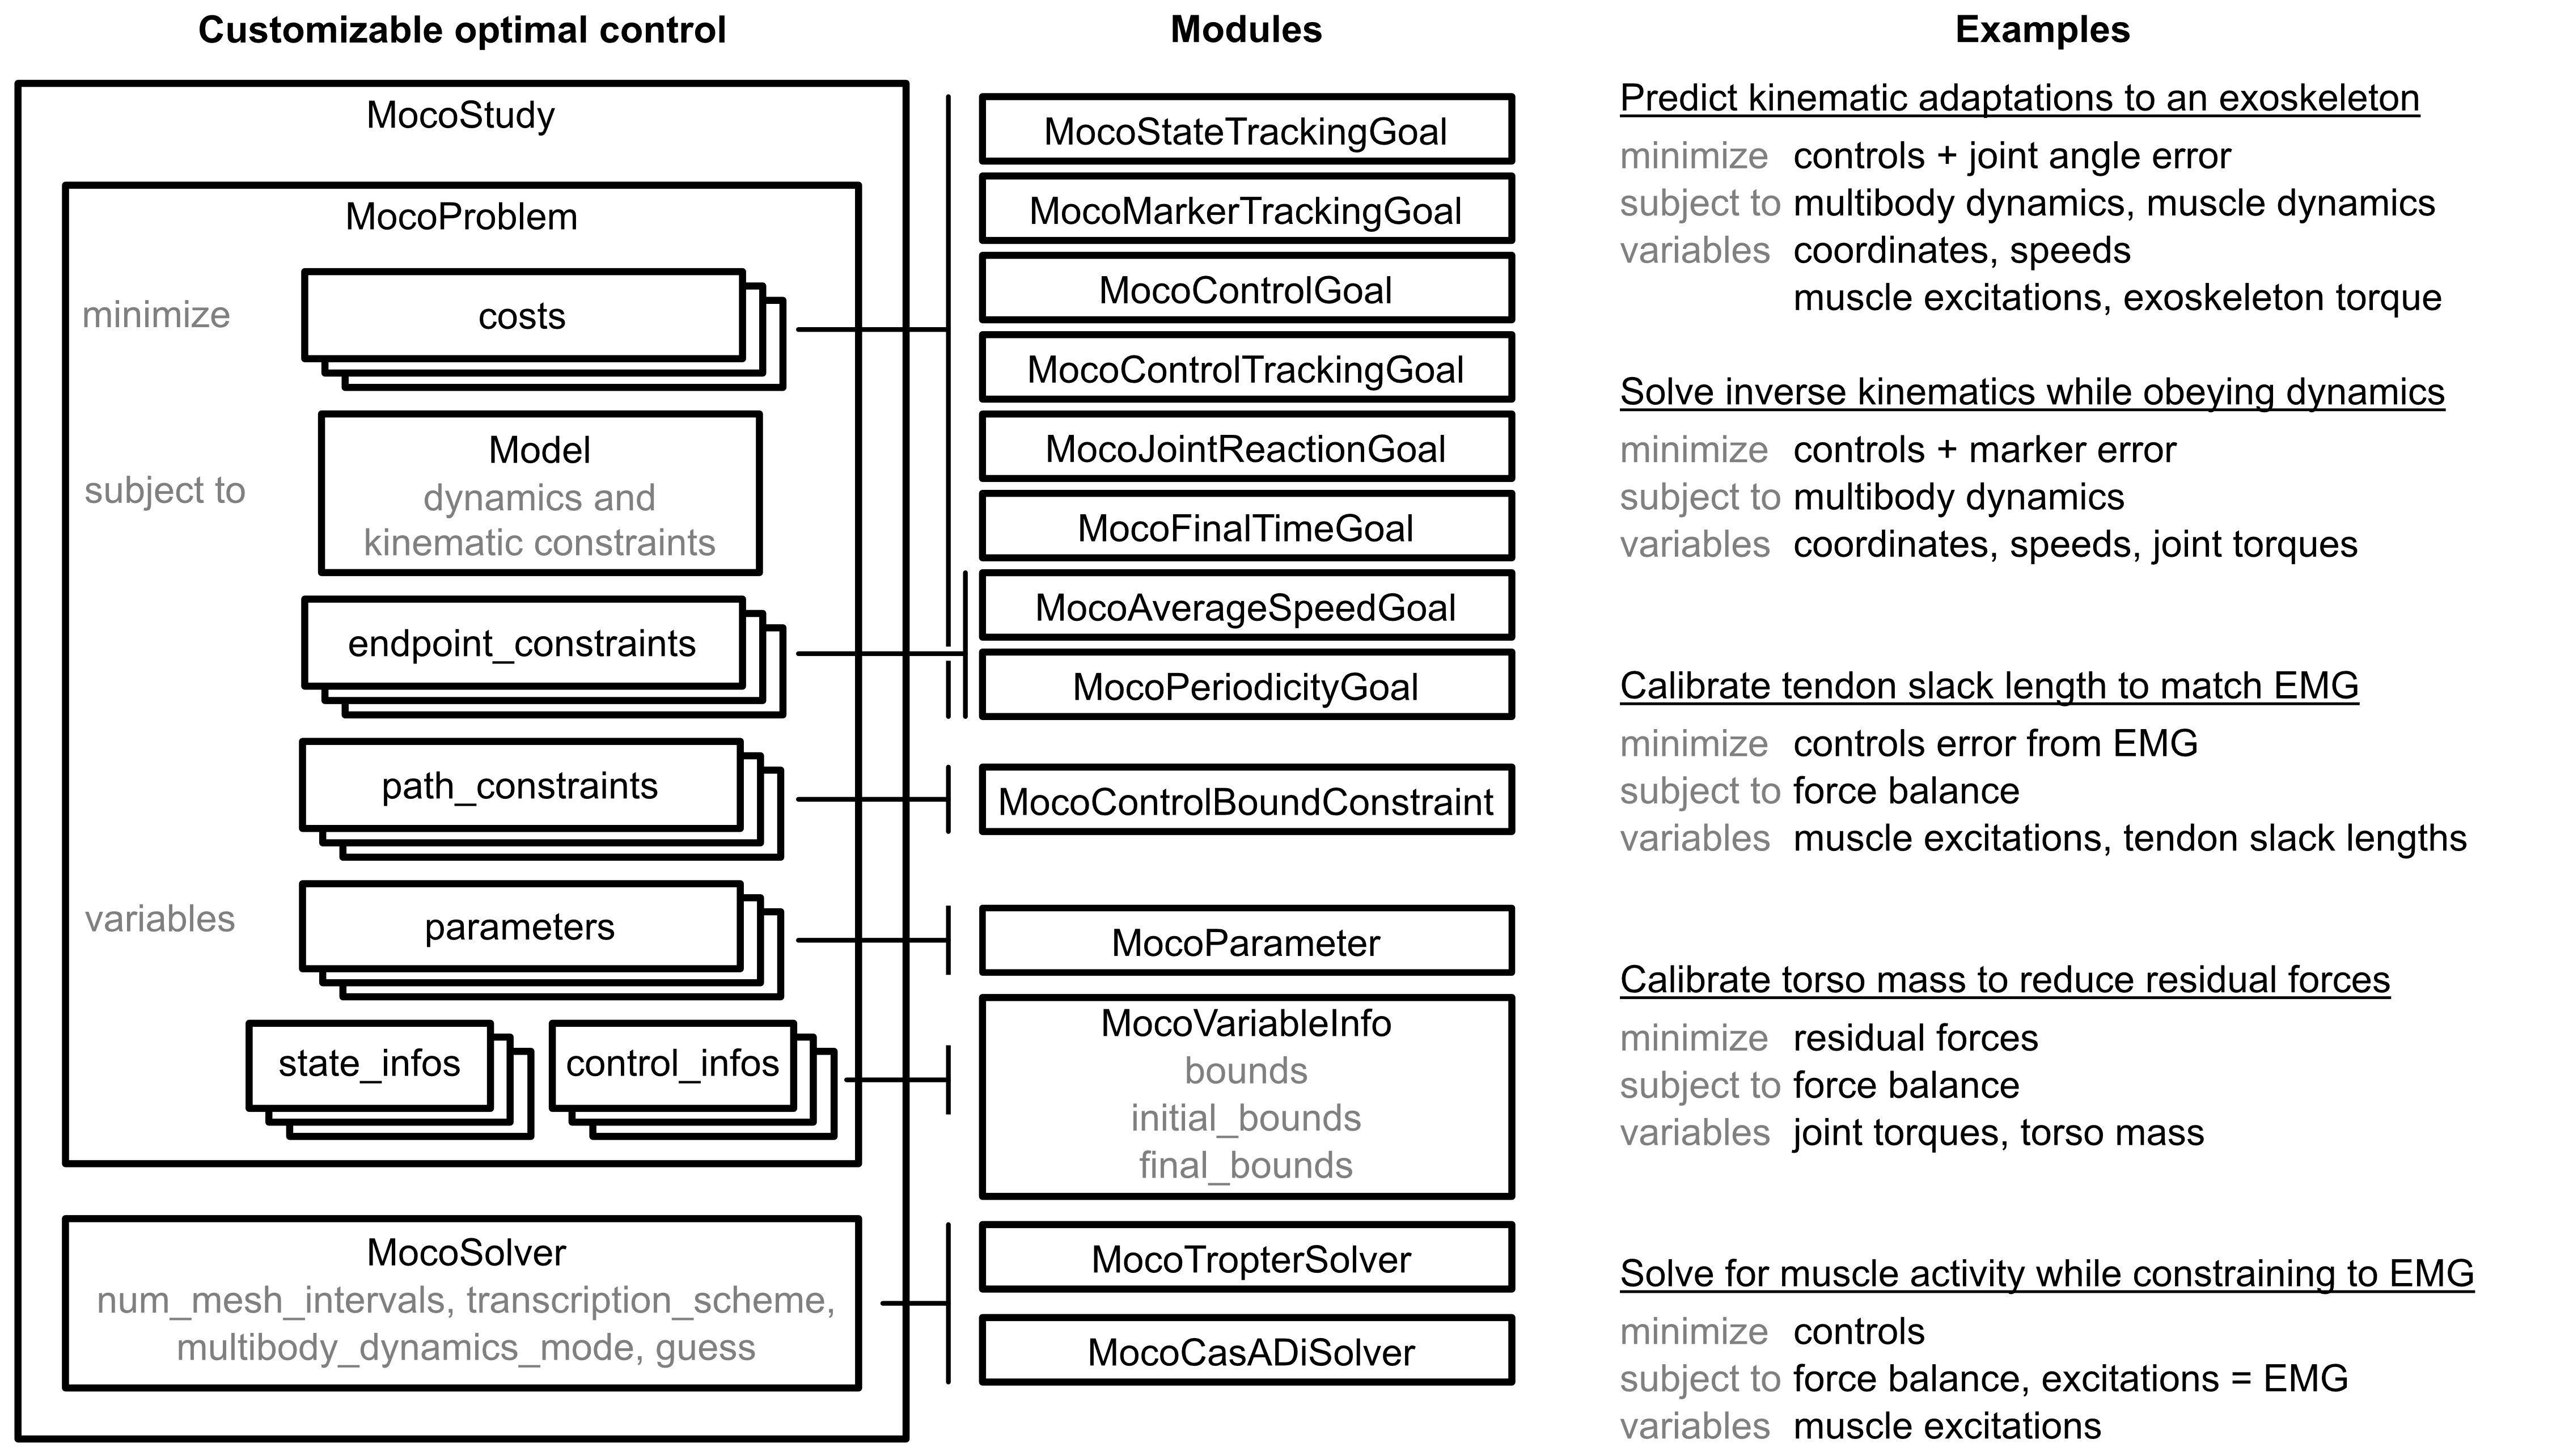 Customizable optimal control
MocoStudy
MocoProblem
minimize
costs
subject to
Model
dynamics and
kinematic constraints
endpoint_constraints
path_constraints
variables
parameters
state_infos
control_infos
MocoSolver
num_mesh_intervals, transcription_scheme,
multibody_dynamics_mode, guess
Modules
MocoStateTrackingGoal
MocoMarkerTrackingGoal
MocoControlGoal
MocoControlTrackingGoal
MocoJointReactionGoal
MocoFinalTimeGoal
MocoAverageSpeedGoal
MocoPeriodicityGoal
MocoControlBoundConstraint
MocoParameter
MocoVariableInfo
bounds
initial_bounds
final_bounds
MocoTropterSolver
MocoCasADiSolver
Examples
Predict kinematic adaptations to an exoskeleton
minimize controls + joint angle error
subject to multibody dynamics, muscle dynamics
variables coordinates, speeds
muscle excitations, exoskeleton torque
Solve inverse kinematics while obeying dynamics
minimize controls + marker error
subject to multibody dynamics
variables coordinates, speeds, joint torques
Calibrate tendon slack length to match EMG
minimize controls error from EMG
subject to force balance
variables muscle excitations, tendon slack lengths
Calibrate torso mass to reduce residual forces
minimize residual forces
subject to force balance
variables joint torques, torso mass
Solve for muscle activity while constraining to EMG
minimize controls
subject to force balance, excitations = EMG
variables muscle excitations